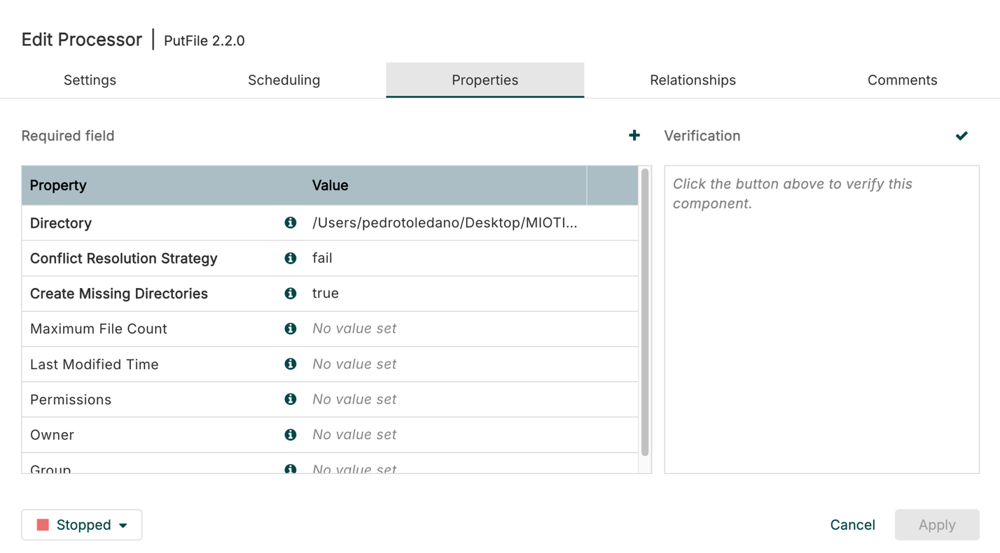 Edit Processor | PutFile 2.2.0
Settings Scheduling Properties Relationships Comments
Required field
Verification
Property Value
Directory /Users/pedrotoledano/Desktop/MIOTI...
Conflict Resolution Strategy fail
Create Missing Directories true
Maximum File Count No value set
Last Modified Time No value set
Permissions No value set
Owner No value set
Group No value set
Click the button above to verify this
component.
Stopped
Cancel Apply